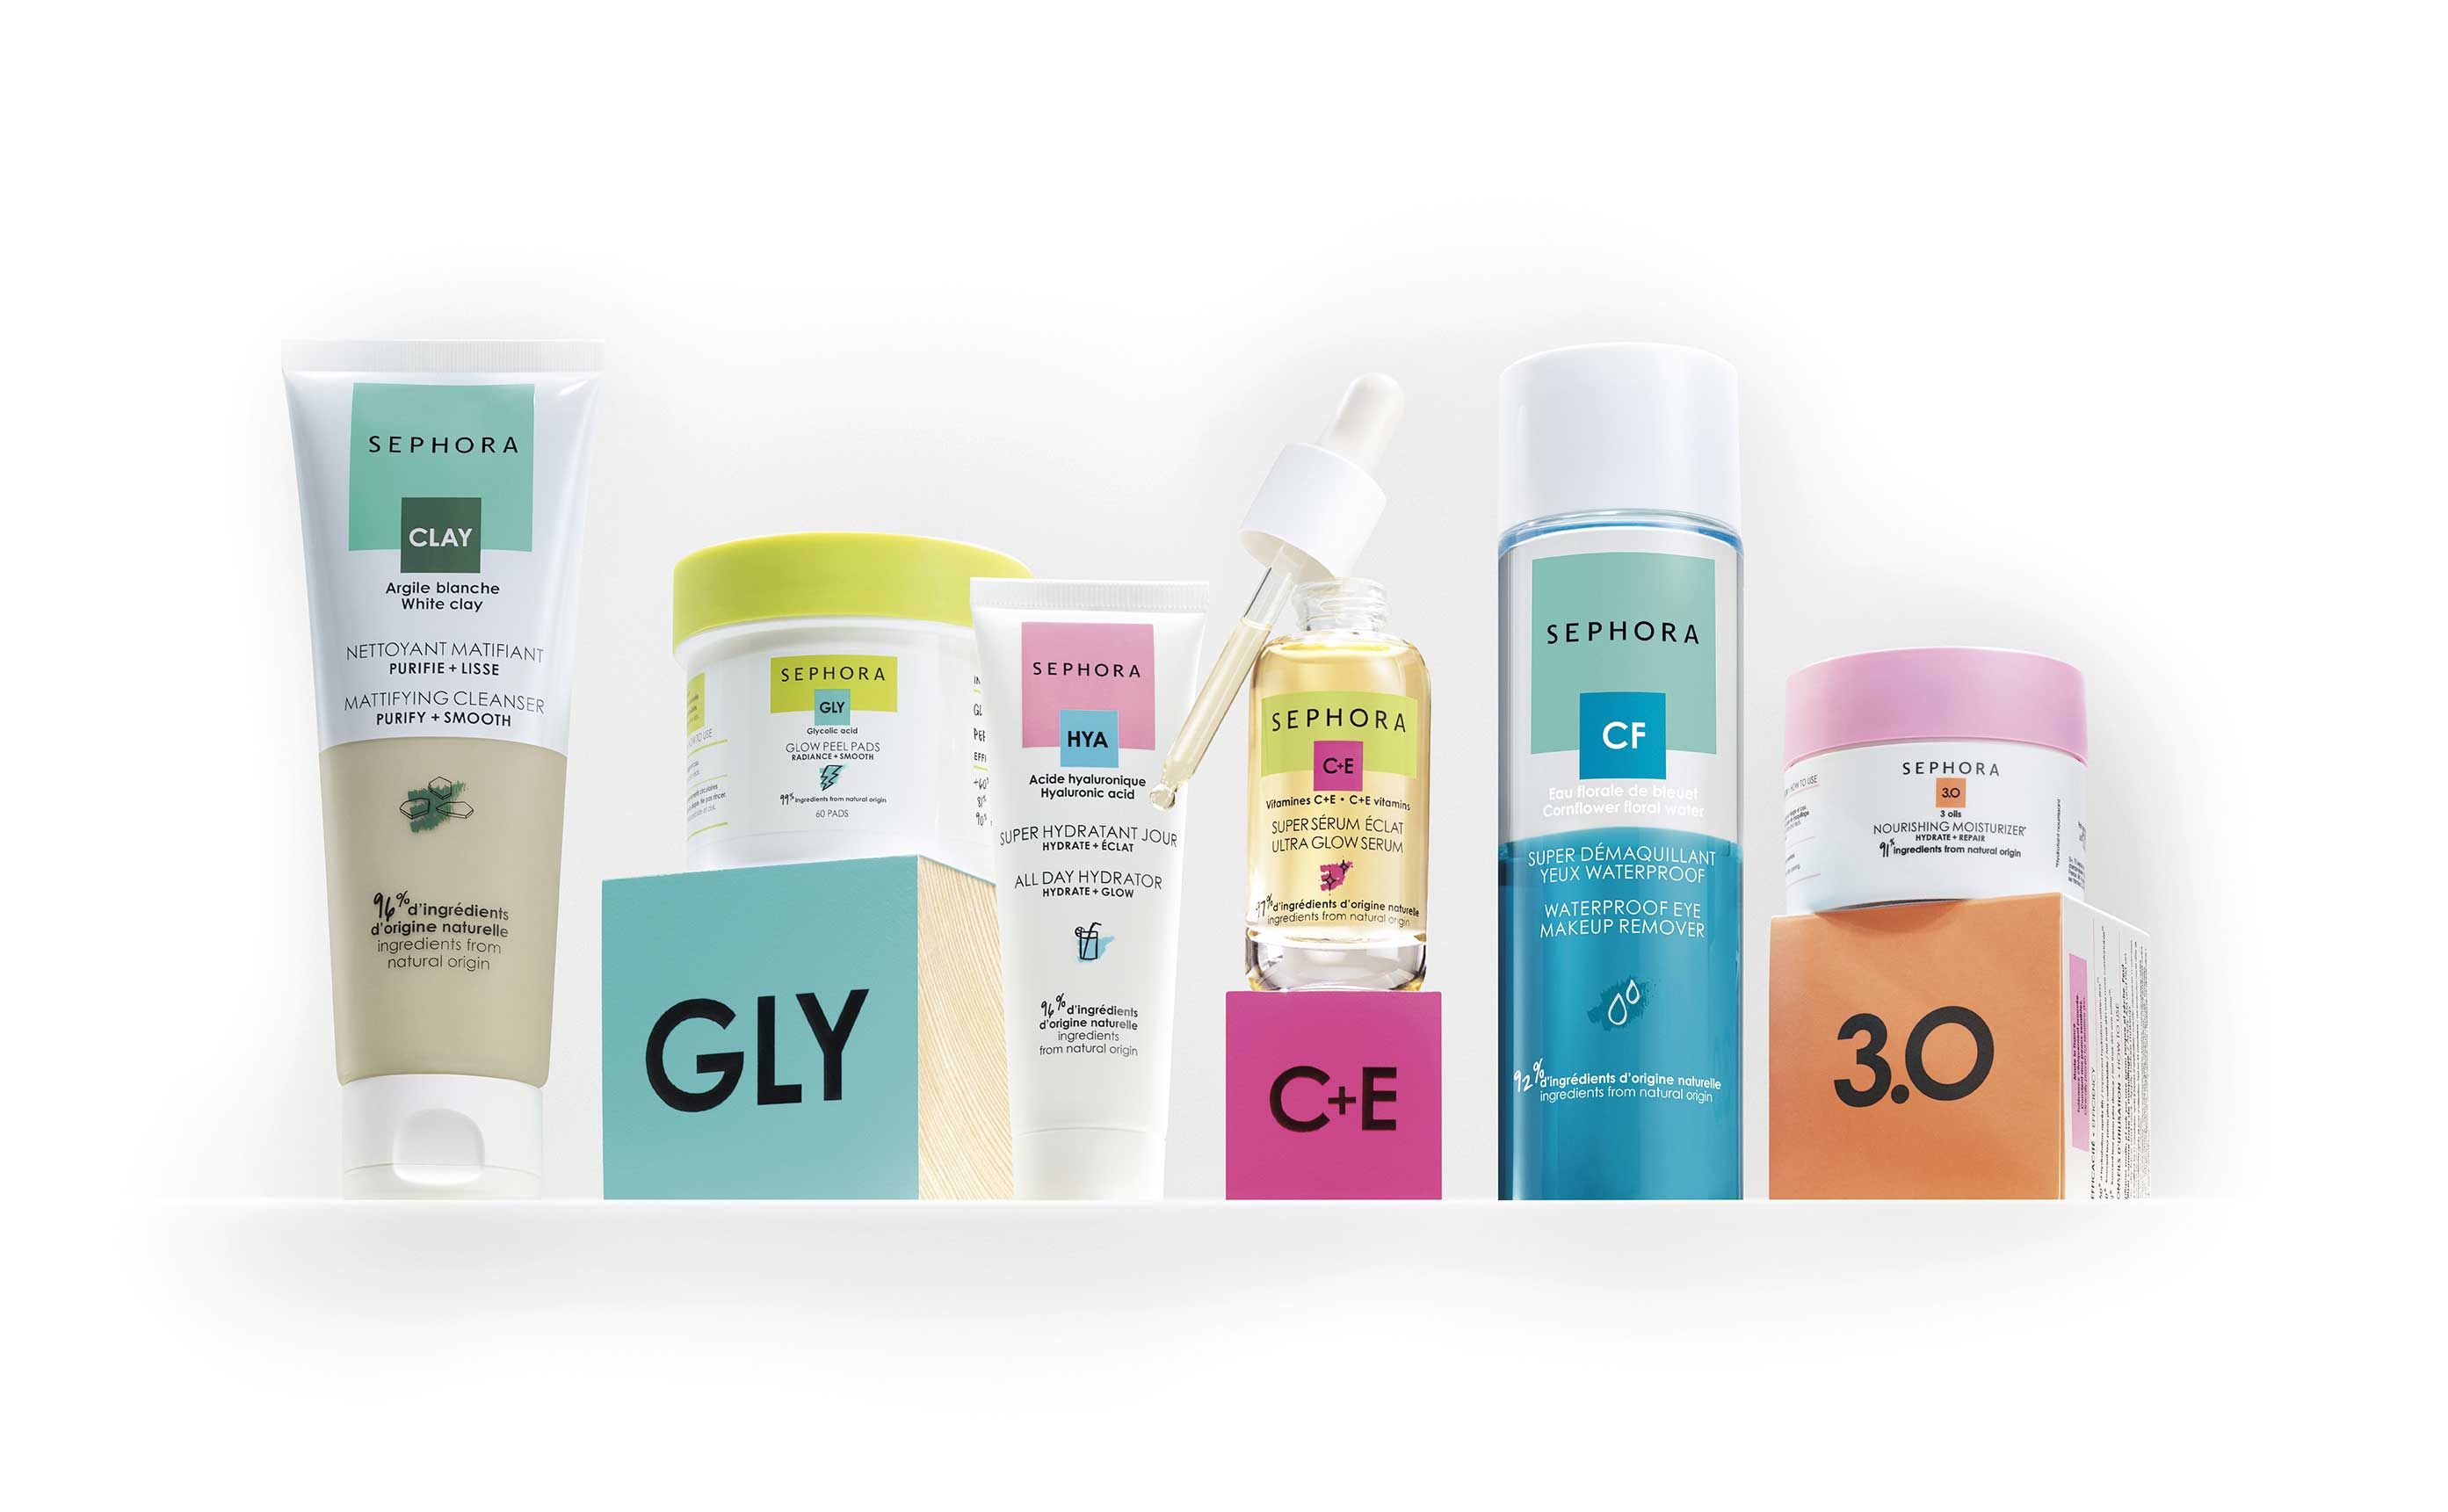 SEPHORA
CLAY
Argile blanche
White clay
NETTOYANT MATIFIANT
PURIFIE + LISSE
MATTIFYING CLEANSER
PURIFY + SMOOTH
96% d'ingrédients
d'origine naturelle
ingredients from
natural origin
SEPHORA
GLY
Glycolic acid
GLOW PEEL PADS
RADIANCE + SMOOTH
99% ingredients from natural origin
60 PADS
GLY
SEPHORA
HYA
Acide hyaluronique
Hyaluronic acid
SUPER HYDRATANT JOUR
HYDRATE + ÉCLAT
ALL DAY HYDRATOR
HYDRATE + GLOW
96% d'ingrédients
d'origine naturelle
ingredients
from natural origin
SEPHORA
C+E
Vitamines C+E • C+E vitamins
SUPER SÉRUM ÉCLAT
ULTRA GLOW SERUM
97% d'ingrédients d'origine naturelle
ingredients from natural origin
C+E
SEPHORA
CF
Eau florale de bleuet
Cornflower floral water
SUPER DÉMAQUILLANT
YEUX WATERPROOF
WATERPROOF EYE
MAKEUP REMOVER
92% d'ingrédients d'origine naturelle
ingredients from natural origin
HOW TO USE
SEPHORA
3.0
3 oils
NOURISHING MOISTURIZER*
HYDRATE + REPAIR
91% ingredients from natural origin
3.0